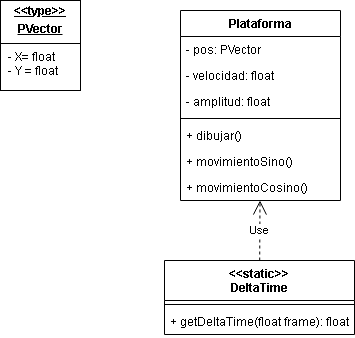 <<type>>
PVector
- X= float
- Y = float
Plataforma
- pos: PVector
- velocidad: float
- amplitud: float
+ dibujar()
+ movimientoSino()
+ movimientoCosino()
Use
<<static>>
DeltaTime
+ getDeltaTime(float frame): float